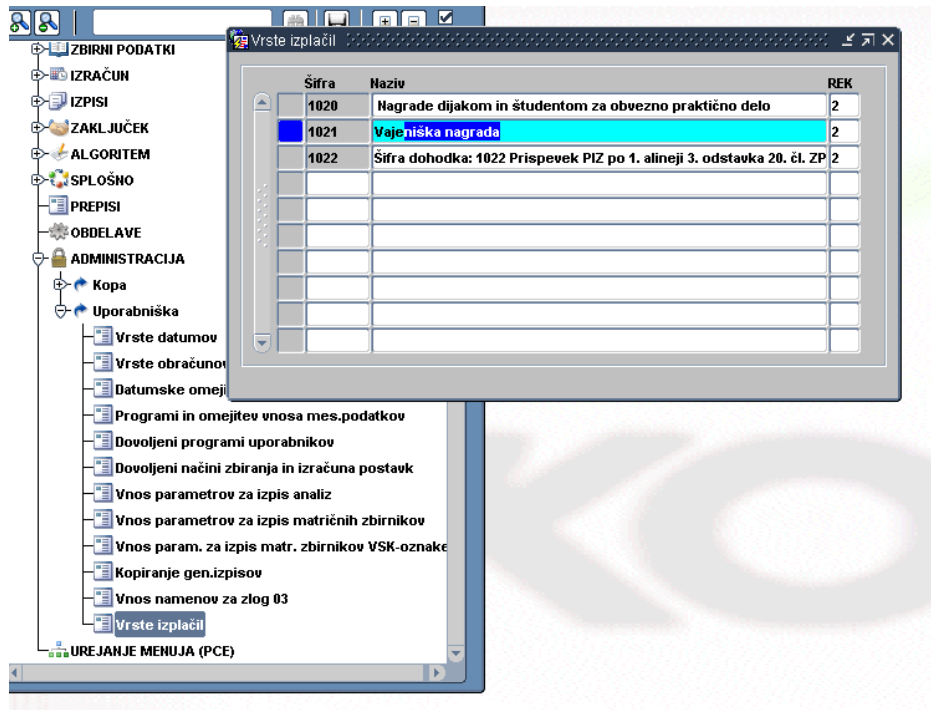 ZBIRNI PODATKI
IZRAČUN
IZPISI
ZAKLJUČEK
ALGORITEM
SPLOŠNO
PREPISI
OBDELAVE
ADMINISTRACIJA
Kopa
Uporabniška
Vrste datumov
Vrste obračunov
Datumske omeji
Programi in omejitev vnosa mes.podatkov
Dovoljeni programi uporabnikov
Dovoljeni načini zbiranja in izračuna postavk
Vnos parametrov za izpis analiz
Vnos parametrov za izpis matričnih zbirnikov
Vnos param. za izpis matr. zbirnikov VSK-oznake
Kopiranje gen.izpisov
Vnos namenov za zlog 03
Vrste izplačil
UREJANJE MENUJA (PCE)
Vrste izplačil
Šifra Naziv REK
1020 Nagrade dijakom in študentom za obvezno praktično delo 2
1021 Vajeniška nagrada 2
1022 Šifra dohodka: 1022 Prispevek PIZ po 1. alineji 3. odstavka 20. čl. ZP 2
KO